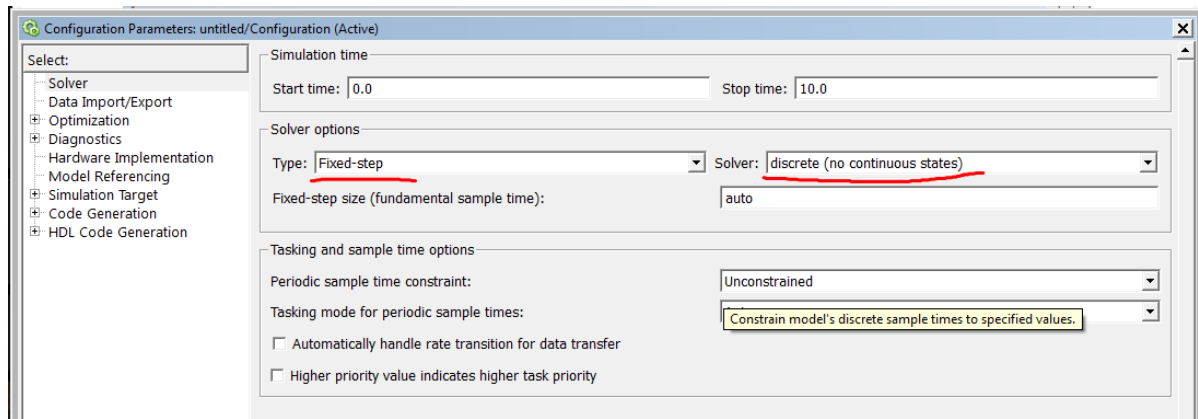 Configuration Parameters: untitled/Configuration (Active)
Select:
Solver
Data Import/Export
Optimization
Diagnostics
Hardware Implementation
Model Referencing
Simulation Target
Code Generation
HDL Code Generation
Simulation time
Start time: 0.0 Stop time: 10.0
Solver options
Type: Fixed-step Solver: discrete (no continuous states)
Fixed-step size (fundamental sample time): auto
Tasking and sample time options
Periodic sample time constraint: Unconstrained
Tasking mode for periodic sample times:
Constrain model's discrete sample times to specified values.
Automatically handle rate transition for data transfer
Higher priority value indicates higher task priority